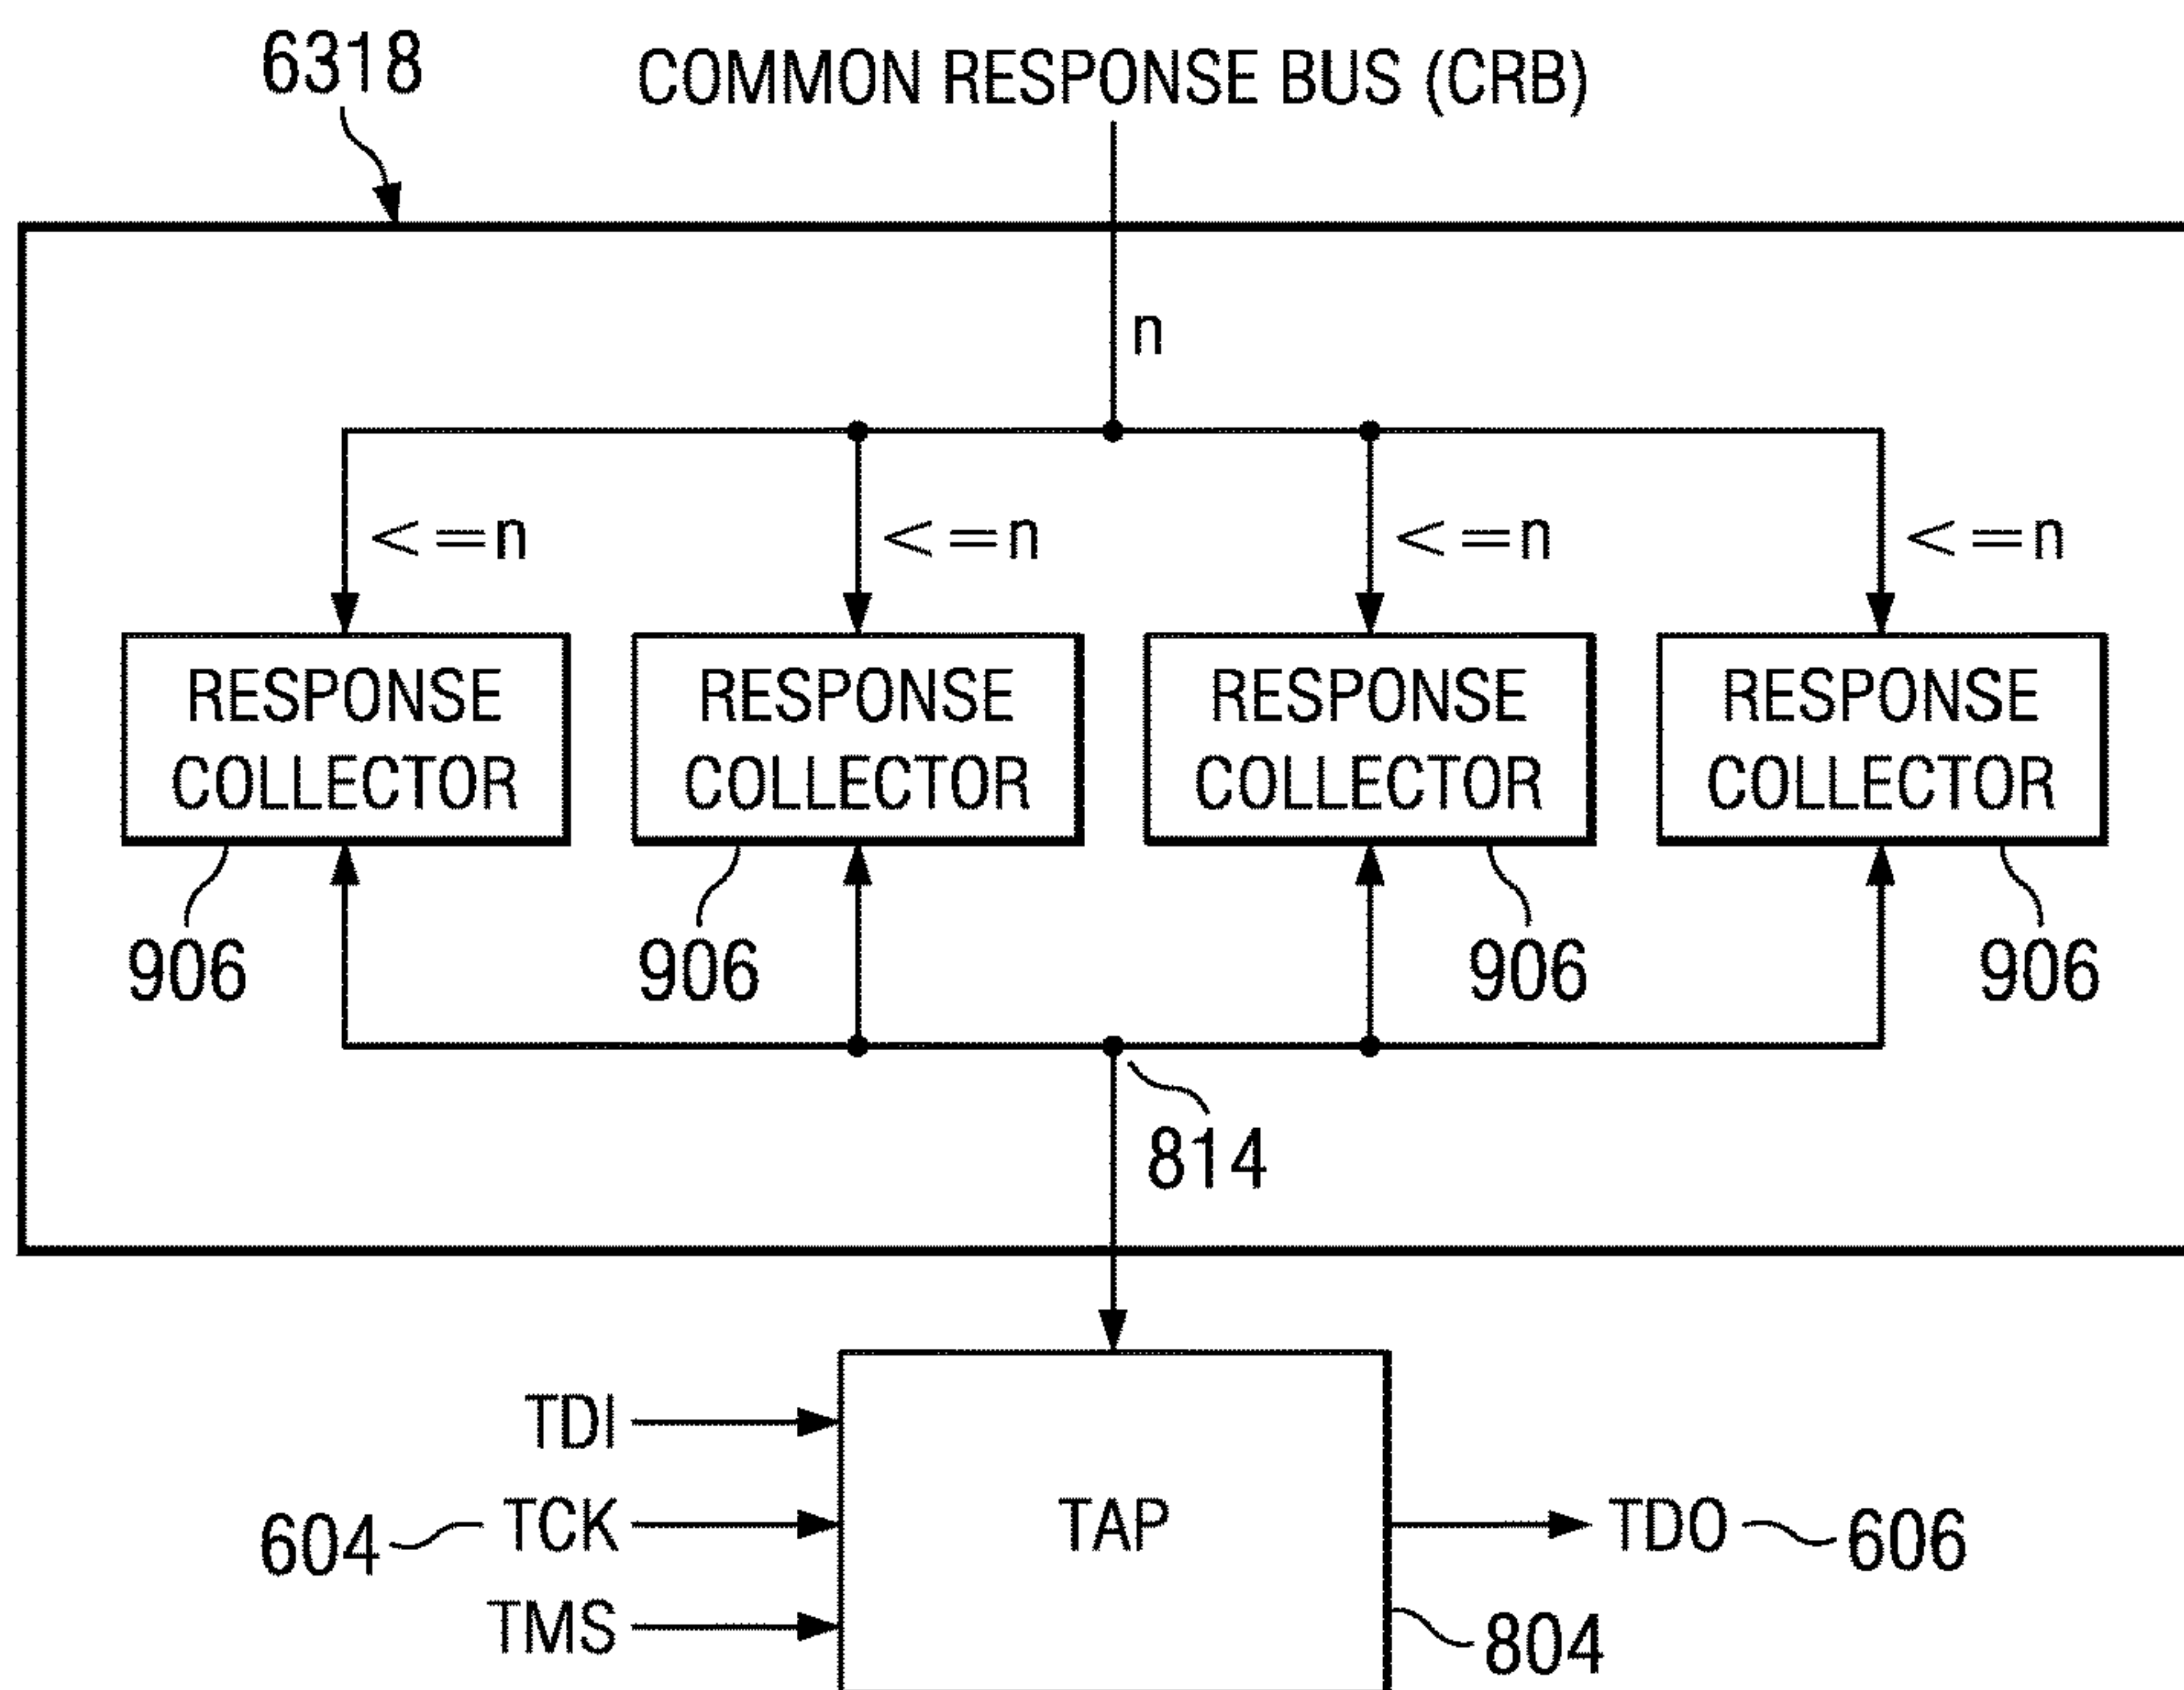 6318
COMMON RESPONSE BUS (CRB)
n
<=n <=n <=n <=n
RESPONSE COLLECTOR
RESPONSE COLLECTOR
RESPONSE COLLECTOR
RESPONSE COLLECTOR
906 906 906 906
814
TDI
604 TCK
TMS
TAP
TDO 606
804